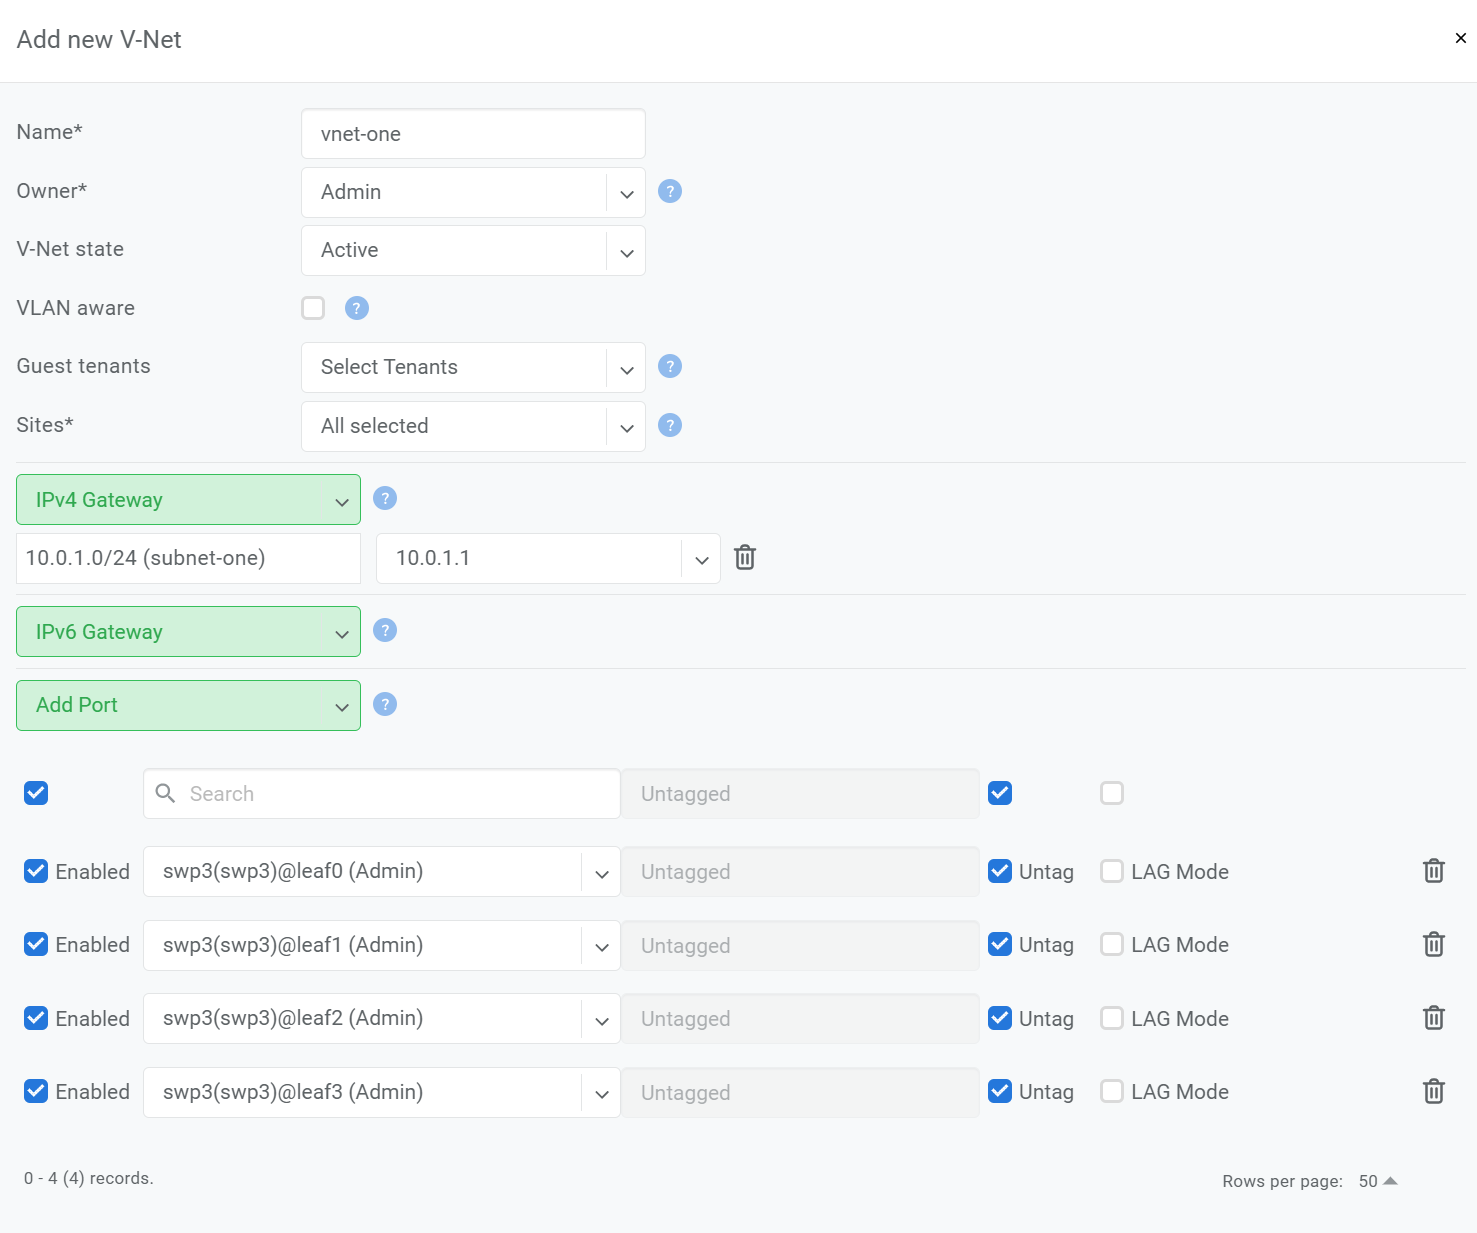 Add new V-Net ×
Name* vnet-one
Owner* Admin ?
V-Net state Active
VLAN aware ?
Guest tenants Select Tenants ?
Sites* All selected ?
IPv4 Gateway ?
10.0.1.0/24 (subnet-one) 10.0.1.1
IPv6 Gateway ?
Add Port ?
Search Untagged
Enabled swp3(swp3)@leaf0 (Admin) Untagged Untag LAG Mode
Enabled swp3(swp3)@leaf1 (Admin) Untagged Untag LAG Mode
Enabled swp3(swp3)@leaf2 (Admin) Untagged Untag LAG Mode
Enabled swp3(swp3)@leaf3 (Admin) Untagged Untag LAG Mode
0 - 4 (4) records. Rows per page: 50